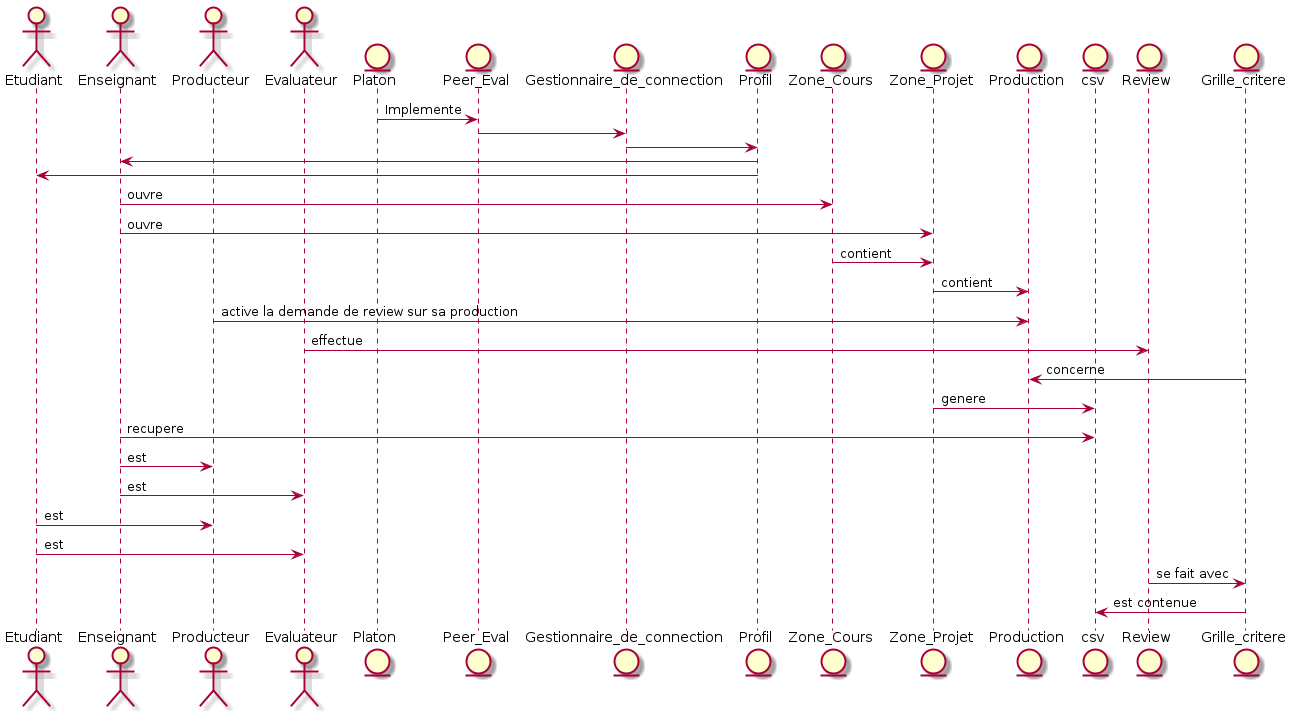 Etudiant Enseignant Producteur Evaluateur Platon Peer_Eval Gestionnaire_de_connection Profil Zone_Cours Zone_Projet Production csv Review Grille_critere
Implemente
ouvre
ouvre
contient
contient
active la demande de review sur sa production
effectue
concerne
genere
recupere
est
est
est
est
se fait avec
est contenue
Etudiant Enseignant Producteur Evaluateur Platon Peer_Eval Gestionnaire_de_connection Profil Zone_Cours Zone_Projet Production csv Review Grille_critere